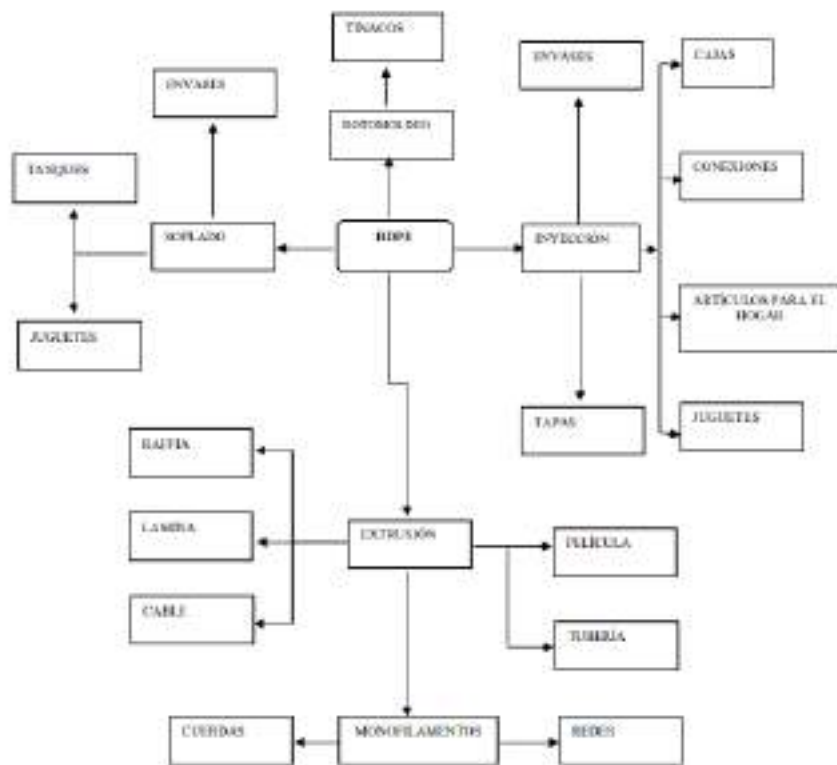 TINACOS
ENVASES
CAJAS
ENVASES
ROTOMOLDEO
TANQUES
CONEXIONES
SOPLADO
HDPE
INYECCIÓN
ARTÍCULOS PARA EL
HOGAR
JUGUETES
TAPAS
JUGUETES
RAFFIA
LAMINA
EXTRUSIÓN
PELÍCULA
CABLE
TUBERIA
CUERDAS
MONOFILAMENTOS
REDES